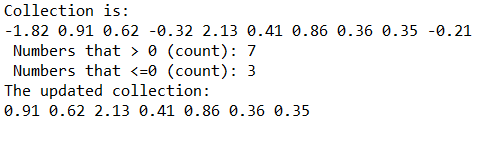 Collection is:
-1.82 0.91 0.62 -0.32 2.13 0.41 0.86 0.36 0.35 -0.21
Numbers that > 0 (count): 7
Numbers that <=0 (count): 3
The updated collection:
0.91 0.62 2.13 0.41 0.86 0.36 0.35